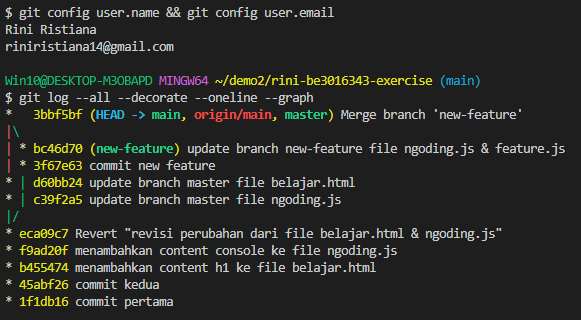 $ git config user.name && git config user.email
Rini Ristiana
riniristiana14@gmail.com
Win10@DESKTOP-M3OBAPD MINGW64 ~/demo2/rini-be3016343-exercise (main)
$ git log --all --decorate --oneline --graph
*   3bbf5bf (HEAD -> main, origin/main, master) Merge branch 'new-feature'
|\
| * bc46d70 (new-feature) update branch new-feature file ngoding.js & feature.js
| * 3f67e63 commit new feature
* | d60bb24 update branch master file belajar.html
* | c39f2a5 update branch master file ngoding.js
|/
* eca09c7 Revert "revisi perubahan dari file belajar.html & ngoding.js"
* f9ad20f menambahkan content console ke file ngoding.js
* b455474 menambahkan content h1 ke file belajar.html
* 45abf26 commit kedua
* 1f1db16 commit pertama